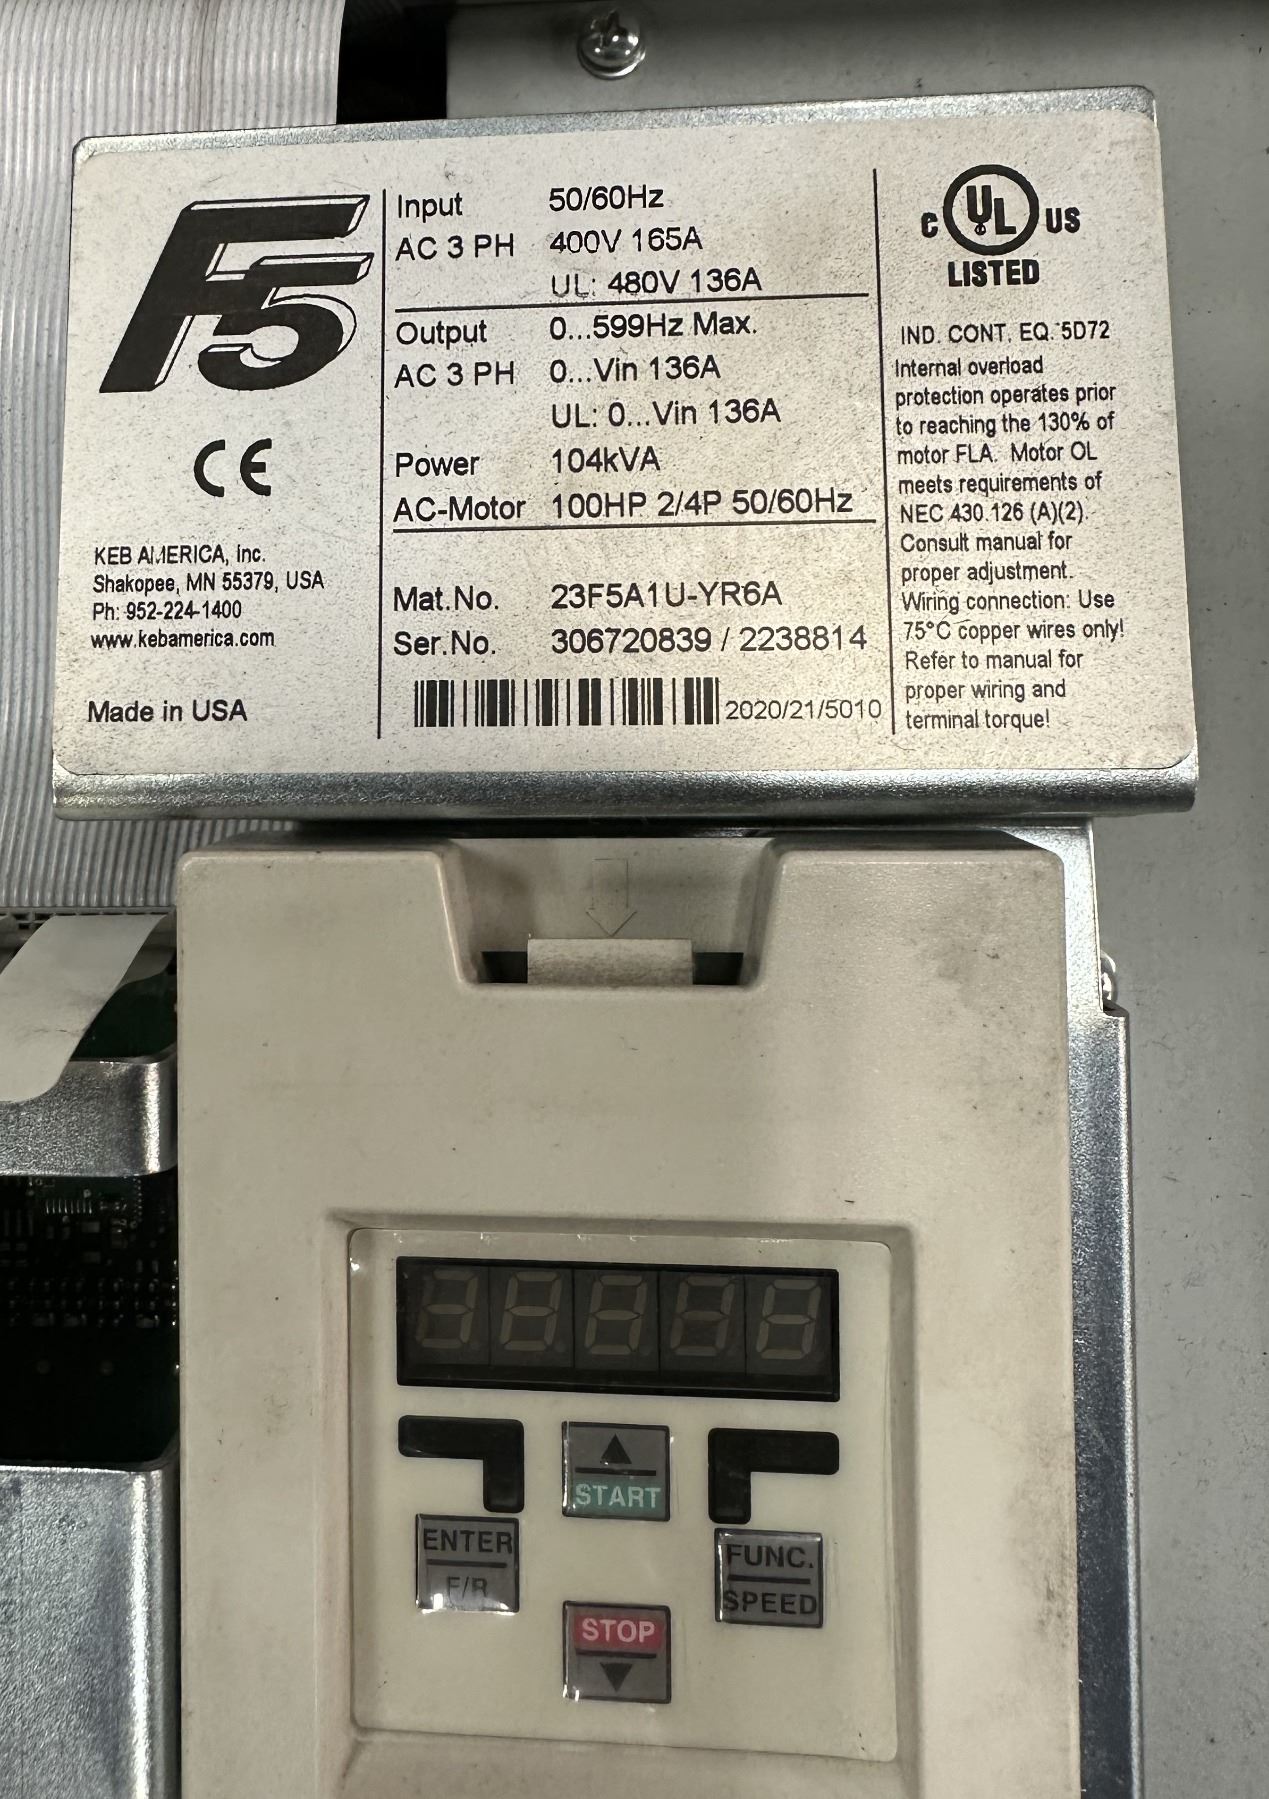 F5
CE
KEB AMERICA, Inc.
Shakopee, MN 55379, USA
Ph: 952-224-1400
www.kebamerica.com
Made in USA
Input 50/60Hz
AC 3 PH 400V 165A
UL: 480V 136A
Output 0...599Hz Max.
AC 3 PH 0...Vin 136A
UL: 0...Vin 136A
Power 104kVA
AC-Motor 100HP 2/4P 50/60Hz
Mat.No. 23F5A1U-YR6A
Ser.No. 306720839 / 2238814
2020/21/5010
C UL US
LISTED
IND. CONT. EQ. 5D72
Internal overload
protection operates prior
to reaching the 130% of
motor FLA. Motor OL
meets requirements of
NEC 430.126 (A)(2).
Consult manual for
proper adjustment.
Wiring connection: Use
75°C copper wires only!
Refer to manual for
proper wiring and
terminal torque!
START
ENTER
F/R
FUNC.
SPEED
STOP